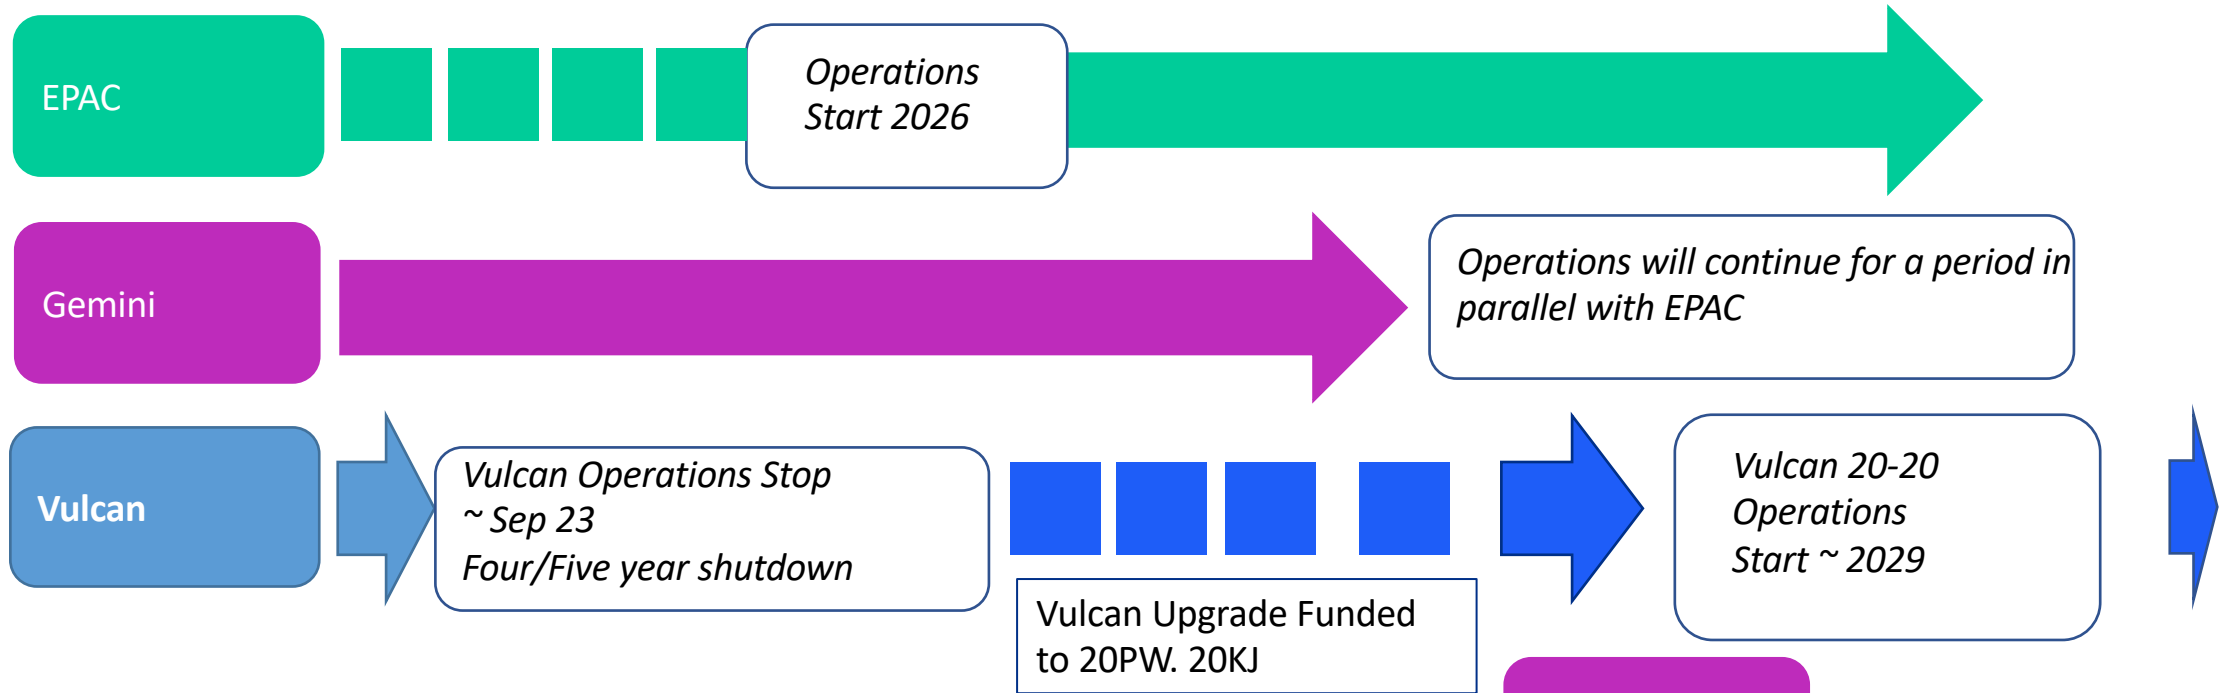 EPAC
Operations
Start 2026
Gemini
Operations will continue for a period in
parallel with EPAC
Vulcan
Vulcan Operations Stop
~ Sep 23
Four/Five year shutdown
Vulcan Upgrade Funded
to 20PW. 20KJ
Vulcan 20-20
Operations
Start ~ 2029